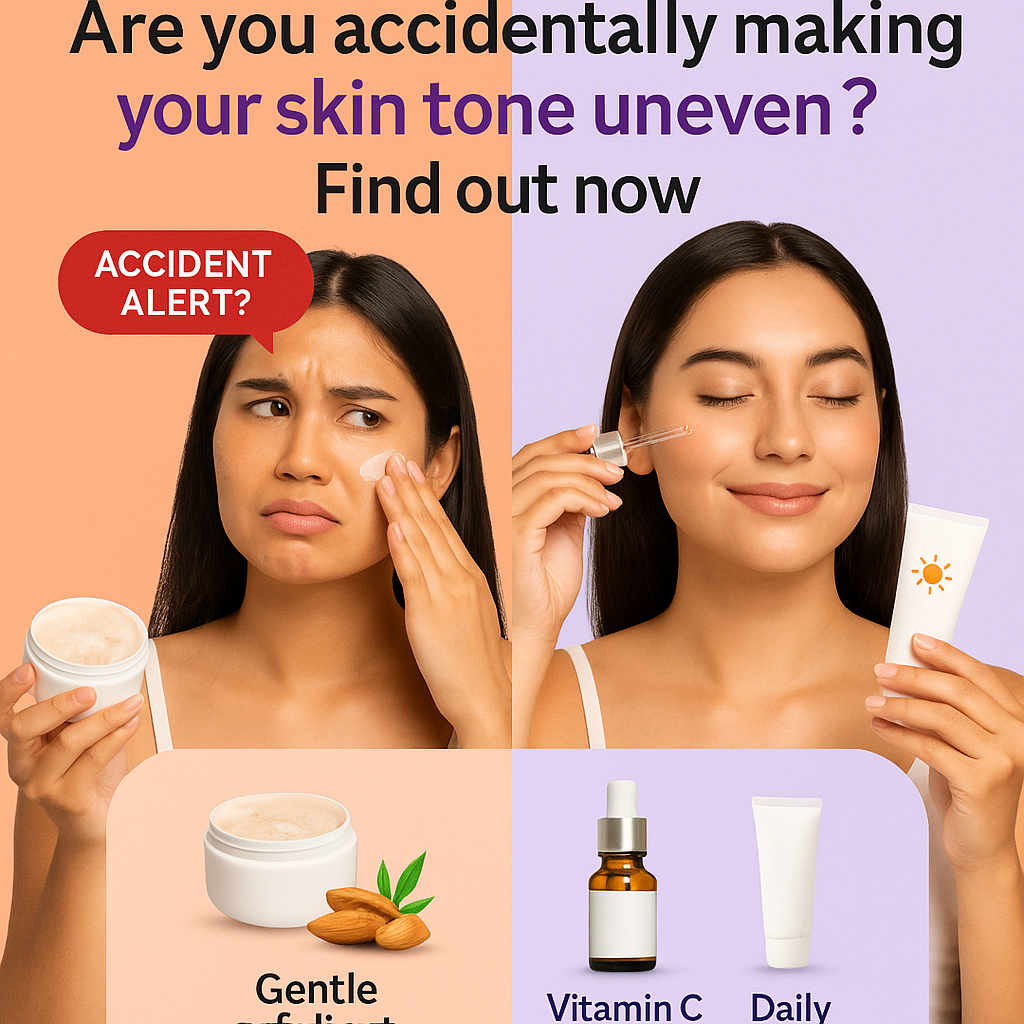 Are you accidentally making
your skin tone uneven?
Find out now
ACCIDENT
ALERT?
Gentle
Vitamin C
Daily